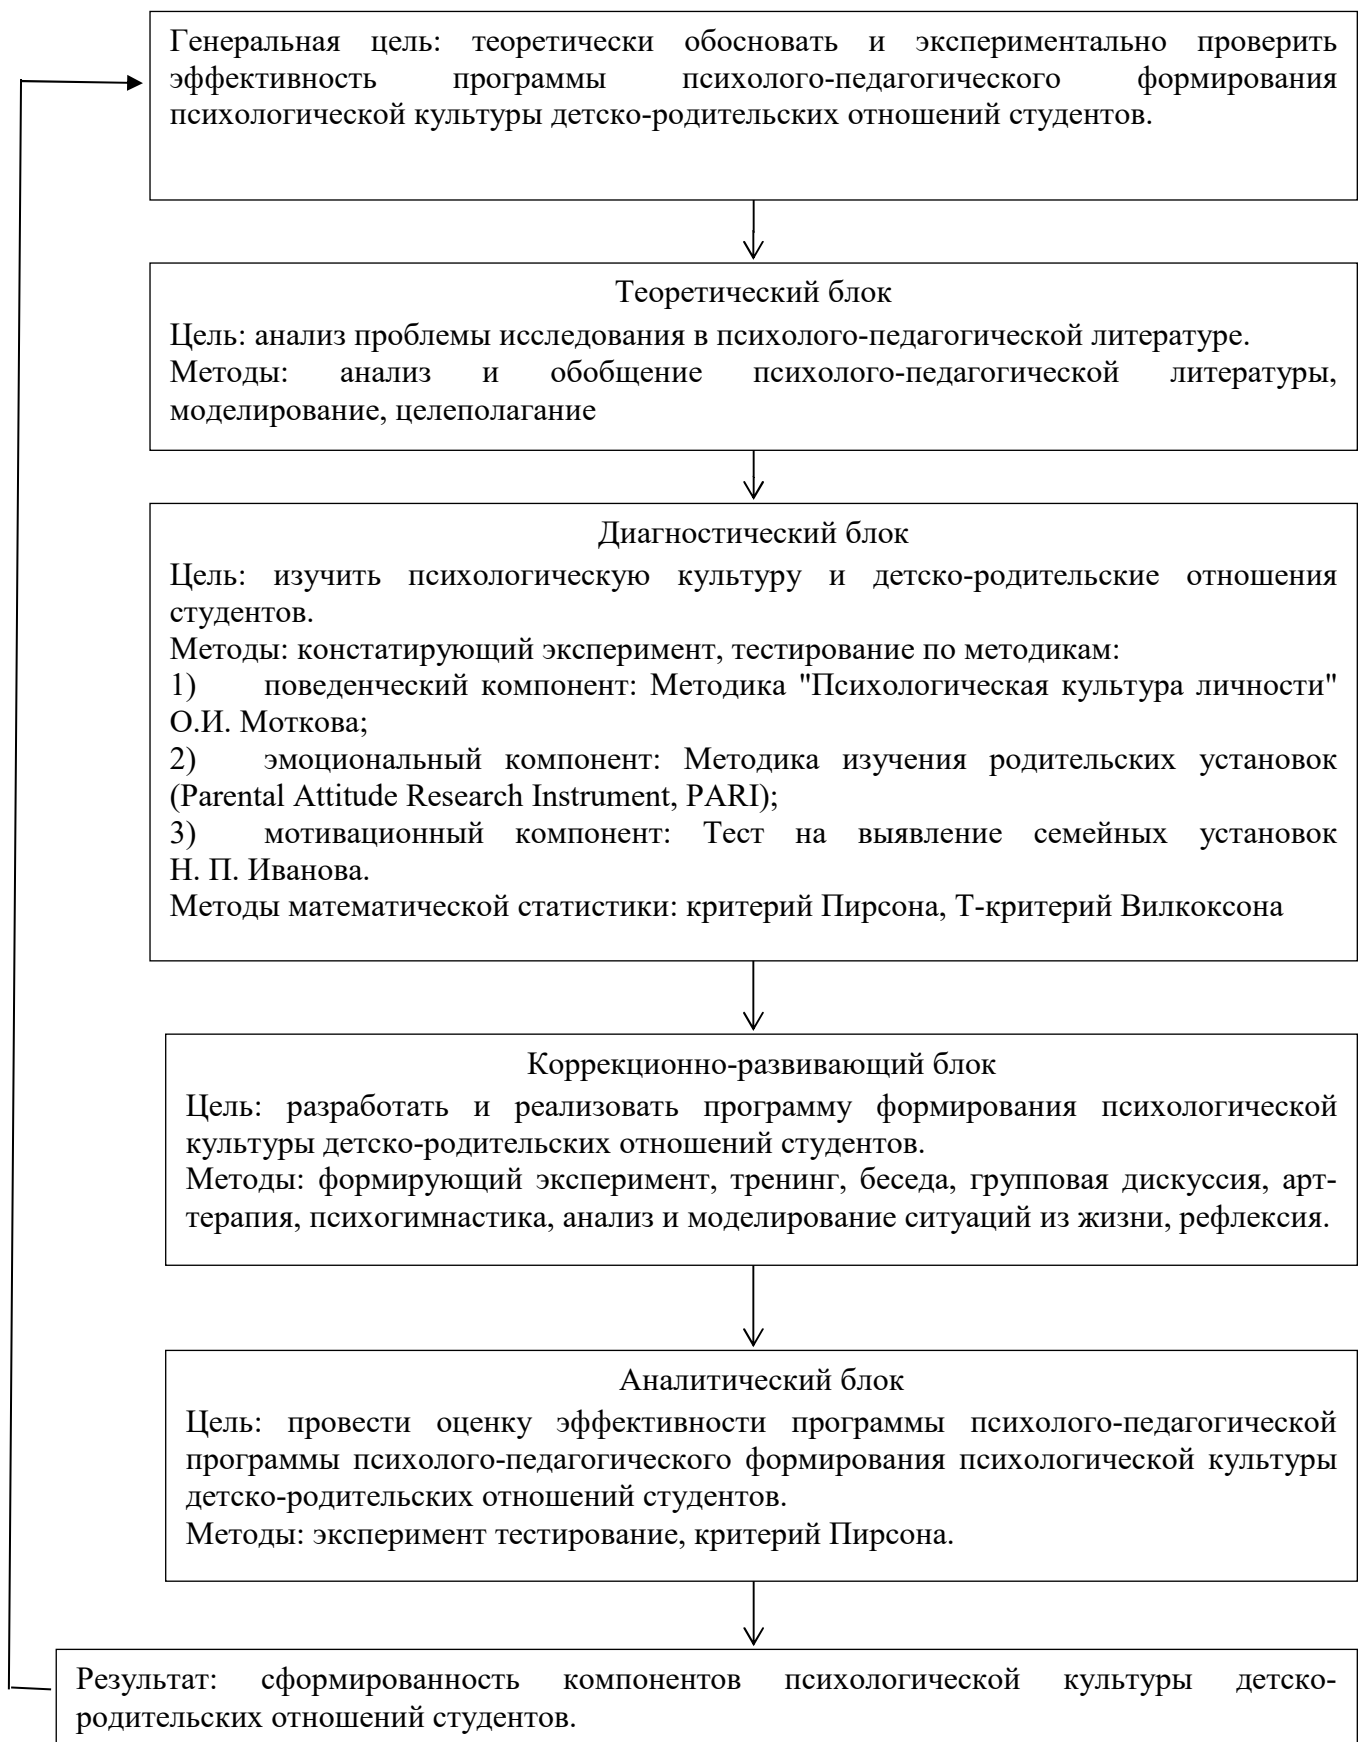 Генеральная цель: теоретически обосновать и экспериментально проверить
эффективность программы психолого-педагогического формирования
психологической культуры детско-родительских отношений студентов.
Теоретический блок
Цель: анализ проблемы исследования в психолого-педагогической литературе.
Методы: анализ и обобщение психолого-педагогической литературы,
моделирование, целеполагание
Диагностический блок
Цель: изучить психологическую культуру и детско-родительские отношения
студентов.
Методы: констатирующий эксперимент, тестирование по методикам:
1) поведенческий компонент: Методика "Психологическая культура личности"
О.И. Моткова;
2) эмоциональный компонент: Методика изучения родительских установок
(Parental Attitude Research Instrument, PARI);
3) мотивационный компонент: Тест на выявление семейных установок
Н. П. Иванова.
Методы математической статистики: критерий Пирсона, Т-критерий Вилкоксона
Коррекционно-развивающий блок
Цель: разработать и реализовать программу формирования психологической
культуры детско-родительских отношений студентов.
Методы: формирующий эксперимент, тренинг, беседа, групповая дискуссия, арт-
терапия, психогимнастика, анализ и моделирование ситуаций из жизни, рефлексия.
Аналитический блок
Цель: провести оценку эффективности программы психолого-педагогической
программы психолого-педагогического формирования психологической культуры
детско-родительских отношений студентов.
Методы: эксперимент тестирование, критерий Пирсона.
Результат: сформированность компонентов психологической культуры детско-
родительских отношений студентов.